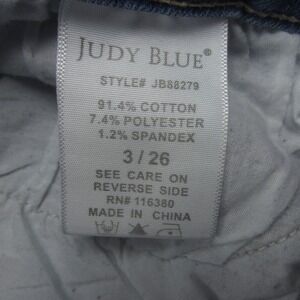 JUDY BLUE®
STYLE# JB88279
91.4% COTTON
7.4% POLYESTER
1.2% SPANDEX
3 / 26
SEE CARE ON
REVERSE SIDE
RN# 116380
MADE IN CHINA